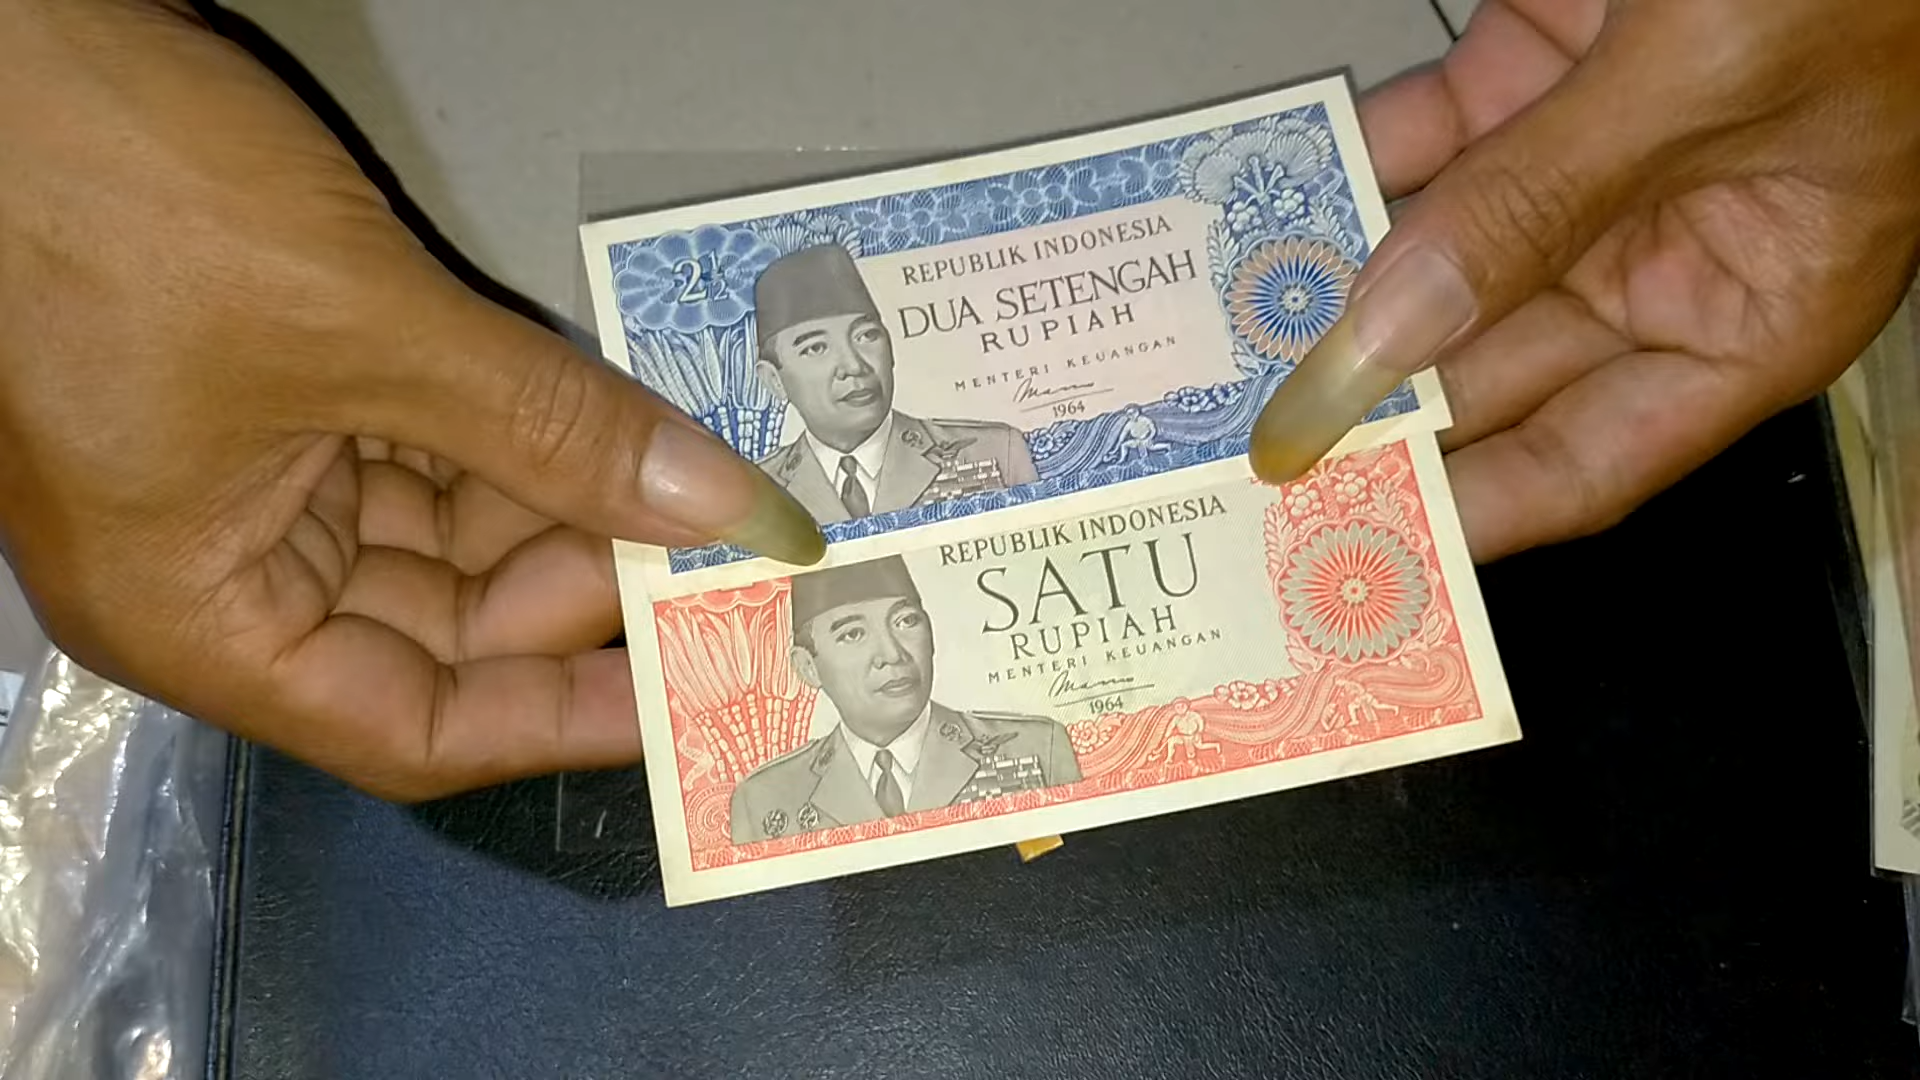 2½
REPUBLIK INDONESIA
DUA SETENGAH
RUPIAH
MENTERI KEUANGAN
1964
REPUBLIK INDONESIA
SATU
RUPIAH
MENTERI KEUANGAN
1964